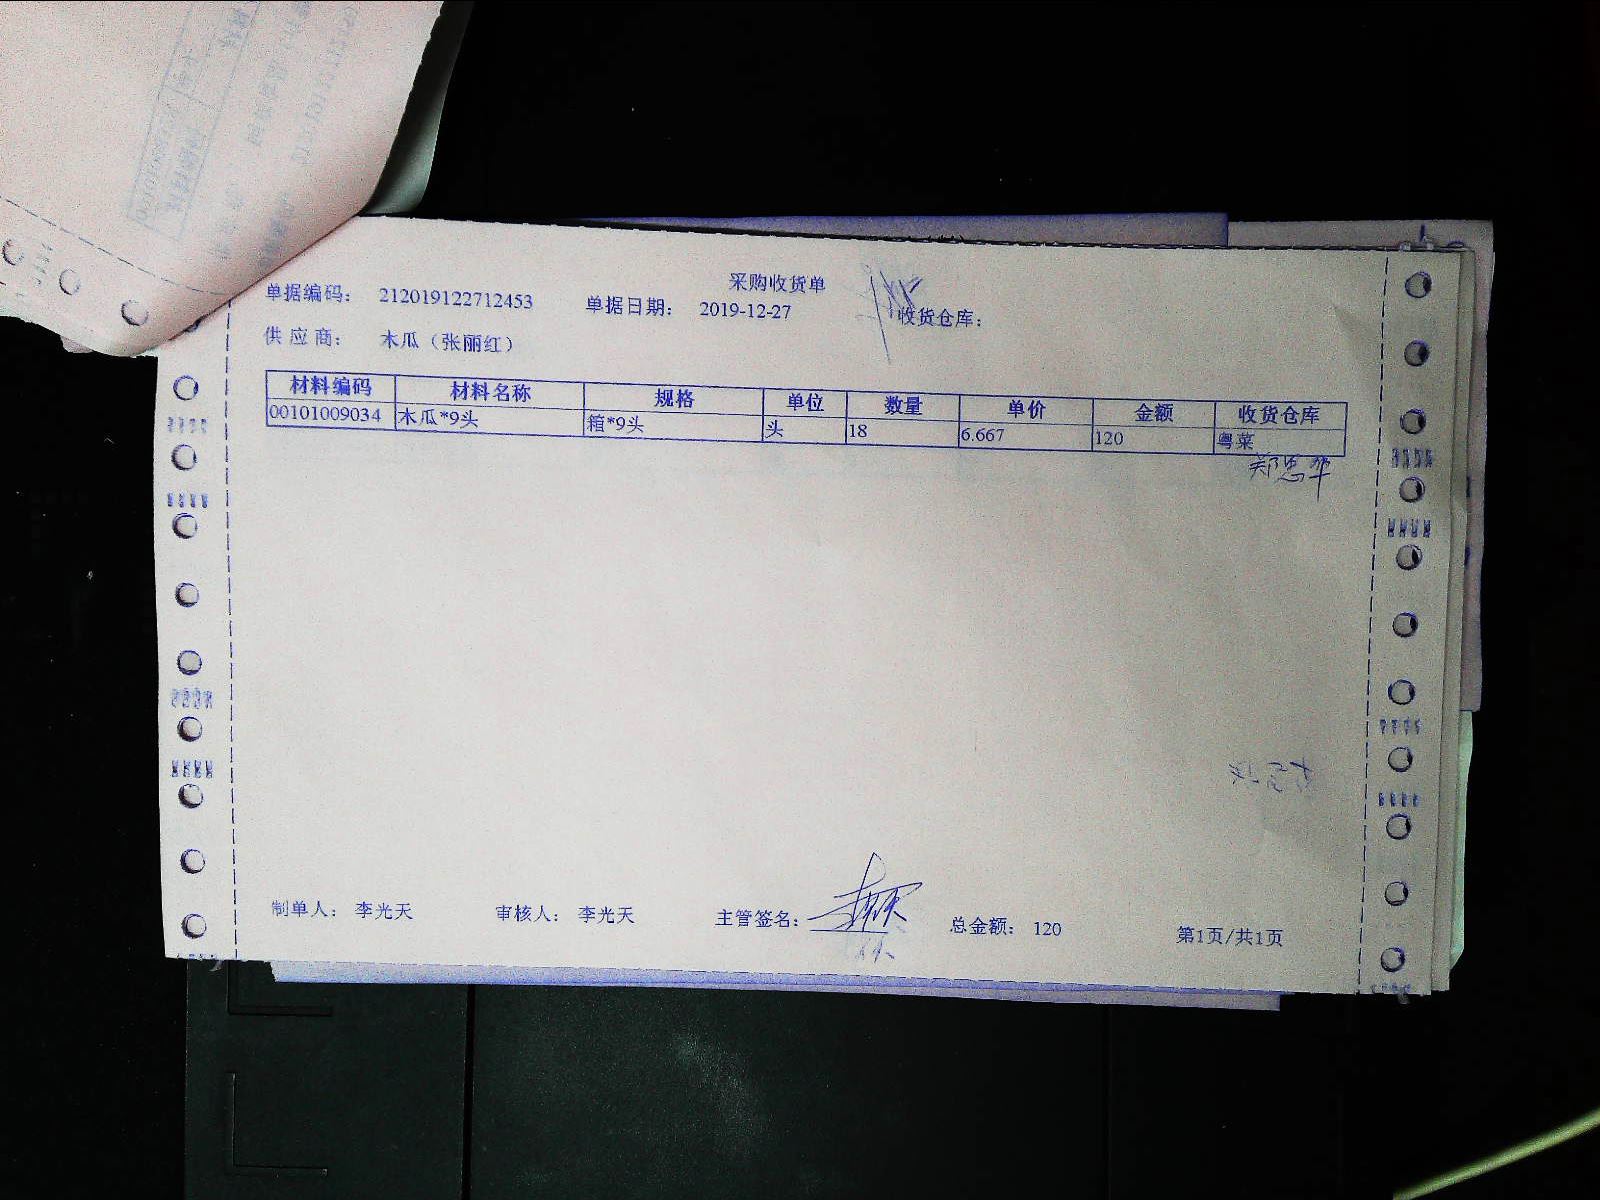 采购收货单
单据编码： 212019122712453 单据日期： 2019-12-27 收货仓库：
供应商： 木瓜（张丽红）
材料编码 材料名称 规格 单位 数量 单价 金额 收货仓库
00101009034 木瓜*9头 箱*9头 头 18 6.667 120 粤菜
郑思华
制单人： 李光天 审核人： 李光天 主管签名： 总金额： 120 第1页/共1页